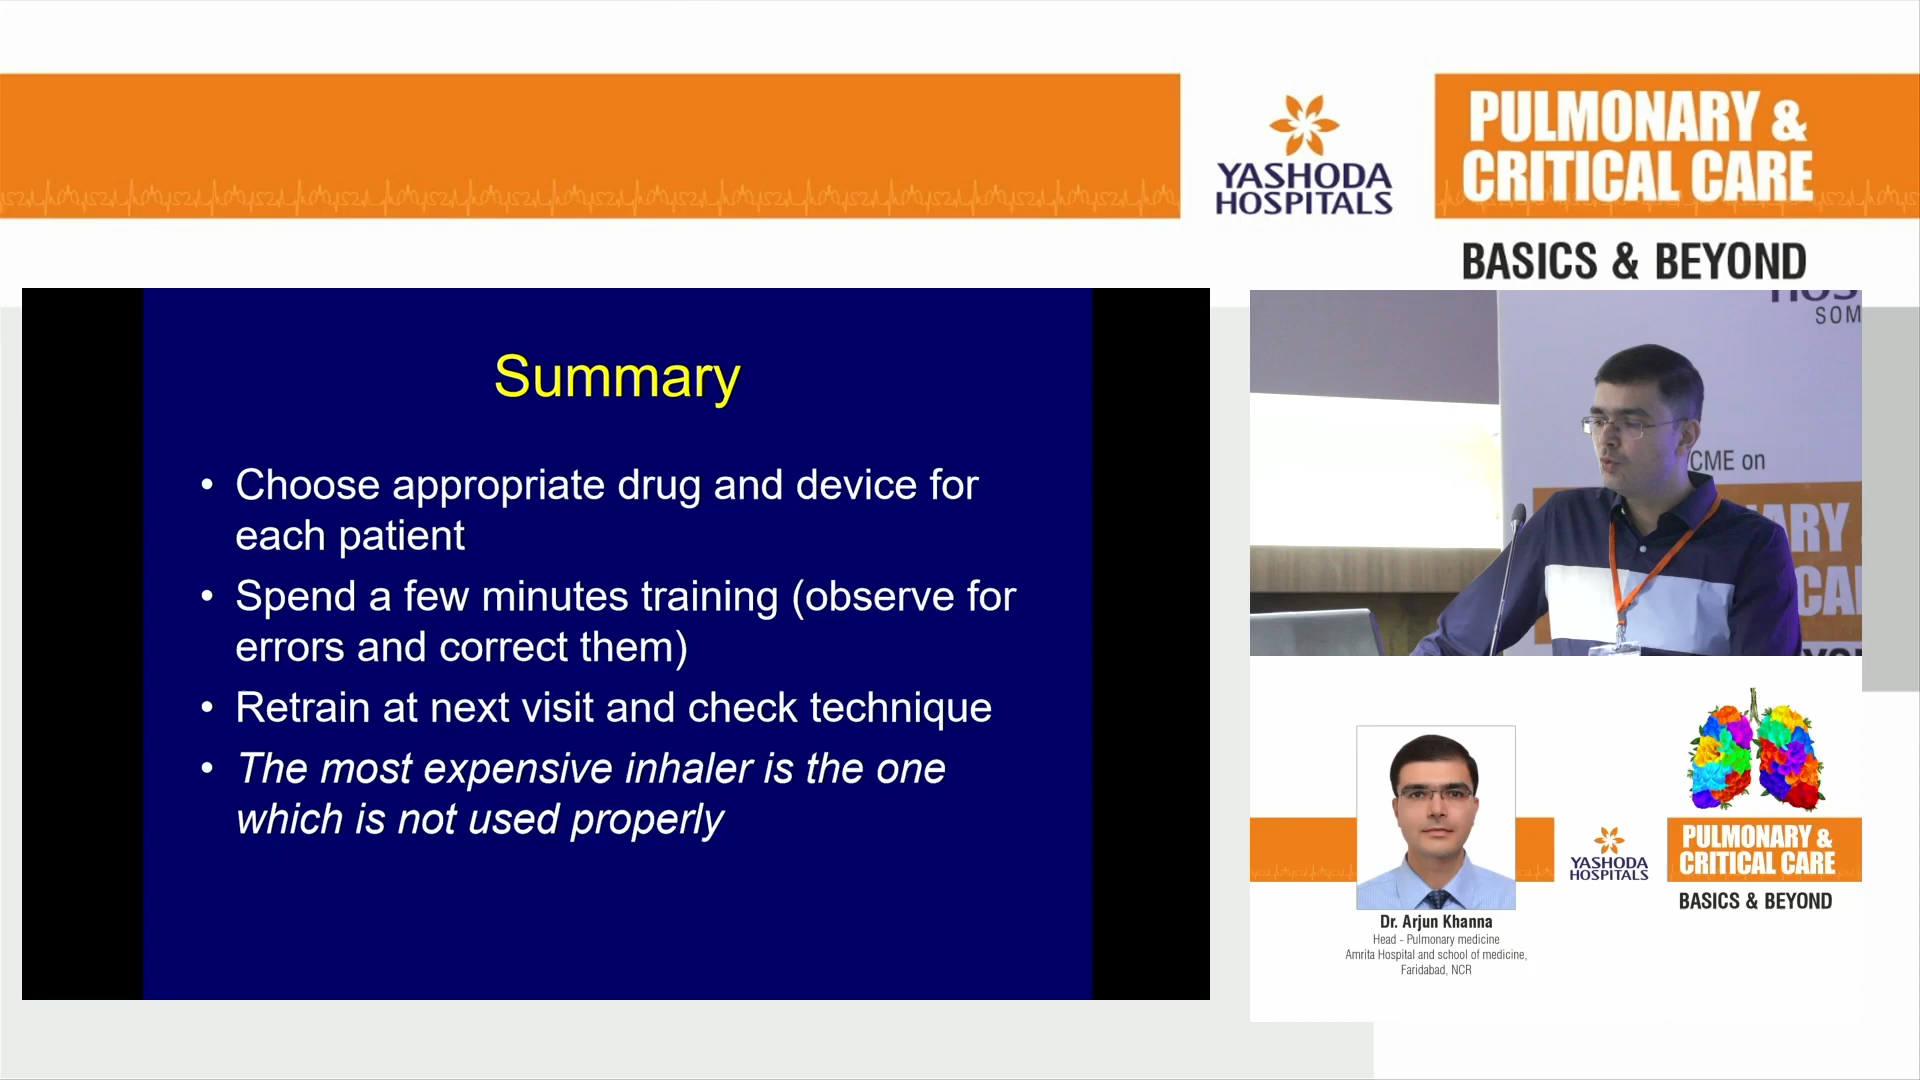 YASHODA
HOSPITALS
PULMONARY &
CRITICAL CARE
BASICS & BEYOND
Summary
• Choose appropriate drug and device for
each patient
• Spend a few minutes training (observe for
errors and correct them)
• Retrain at next visit and check technique
• The most expensive inhaler is the one
which is not used properly
SOM
CME on
ARY
CAR
Dr. Arjun Khanna
Head - Pulmonary medicine
Amrita Hospital and school of medicine,
Faridabad, NCR
YASHODA
HOSPITALS
PULMONARY &
CRITICAL CARE
BASICS & BEYOND